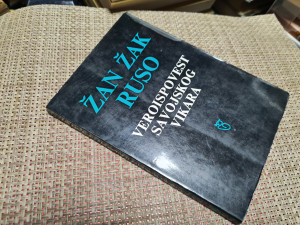 ŽAN ŽAK
RUSO
VEROISPOVEST
SAVOJSKOG
VIKARA